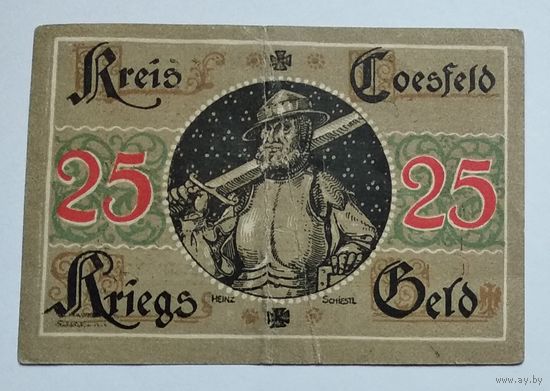 Kreis Coesfeld
25 25
Kriegs Geld
HEINZ SCHIESTL
www.ay.by